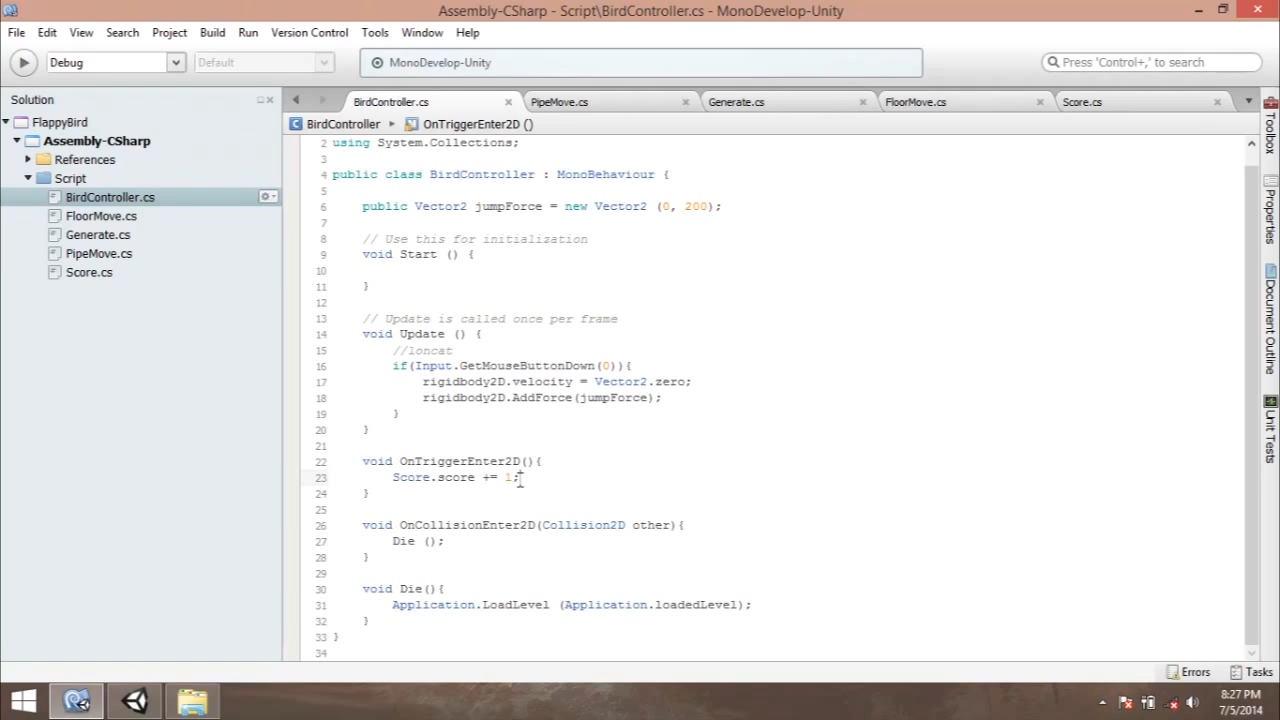 Assembly-CSharp - Script\BirdController.cs - MonoDevelop-Unity
File Edit View Search Project Build Run Version Control Tools Window Help
Debug Default MonoDevelop-Unity Press 'Control+,' to search
Solution
FlappyBird
Assembly-CSharp
References
Script
BirdController.cs
FloorMove.cs
Generate.cs
PipeMove.cs
Score.cs
BirdController.cs PipeMove.cs Generate.cs FloorMove.cs Score.cs
BirdController OnTriggerEnter2D ()
2 using System.Collections;
3
4 public class BirdController : MonoBehaviour {
5
6 public Vector2 jumpForce = new Vector2 (0, 200);
7
8 // Use this for initialization
9 void Start () {
10
11 }
12
13 // Update is called once per frame
14 void Update () {
15 //loncat
16 if(Input.GetMouseButtonDown(0)){
17 rigidbody2D.velocity = Vector2.zero;
18 rigidbody2D.AddForce(jumpForce);
19 }
20 }
21
22 void OnTriggerEnter2D(){
23 Score.score += 1;
24 }
25
26 void OnCollisionEnter2D(Collision2D other){
27 Die ();
28 }
29
30 void Die(){
31 Application.LoadLevel (Application.loadedLevel);
32 }
33 }
34
Toolbox
Properties
Document Outline
Unit Tests
Errors Tasks
8:27 PM
7/5/2014